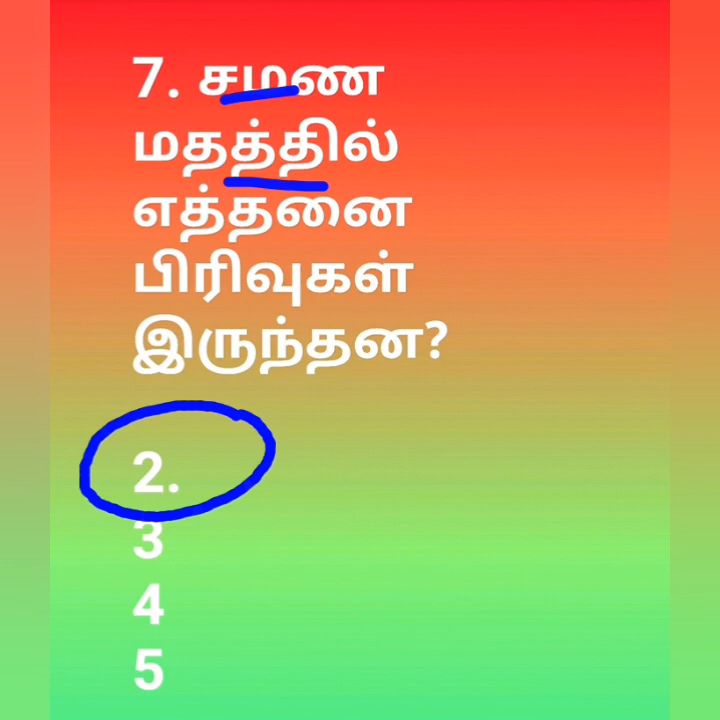 7. சமண
மதத்தில்
எத்தனை
பிரிவுகள்
இருந்தன?
2.
3
4
5